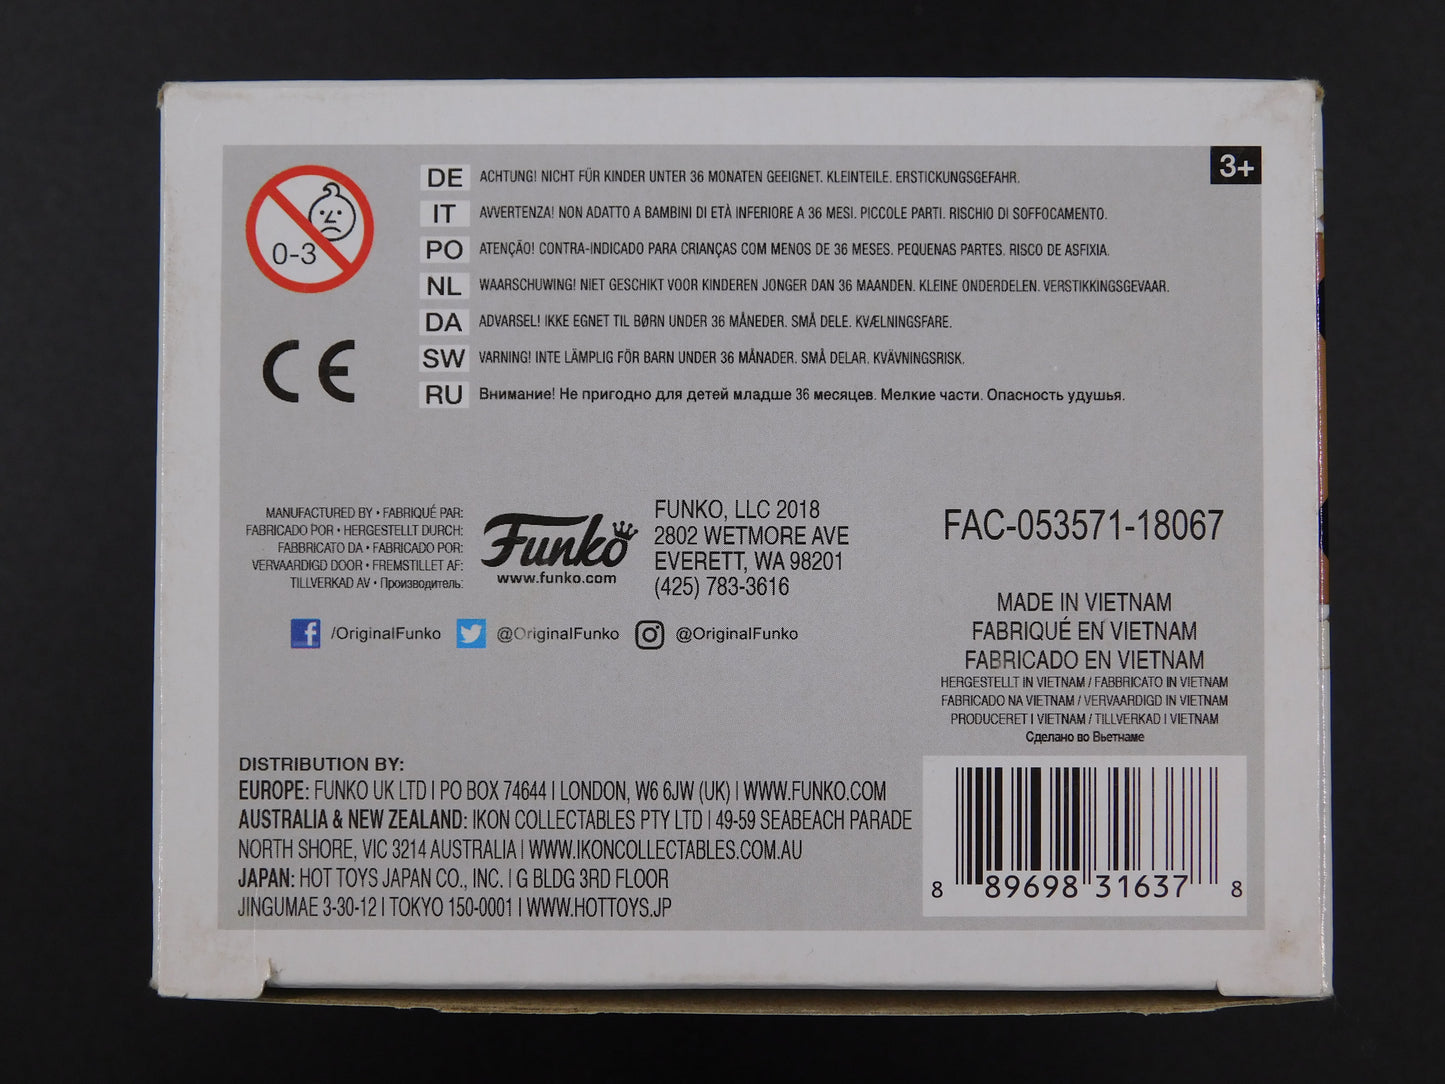 3+
0-3
DE ACHTUNG! NICHT FÜR KINDER UNTER 36 MONATEN GEEIGNET. KLEINTEILE. ERSTICKUNGSGEFAHR.
IT AVVERTENZA! NON ADATTO A BAMBINI DI ETÀ INFERIORE A 36 MESI. PICCOLE PARTI. RISCHIO DI SOFFOCAMENTO.
PO ATENÇÃO! CONTRA-INDICADO PARA CRIANÇAS COM MENOS DE 36 MESES. PEQUENAS PARTES. RISCO DE ASFIXIA.
NL WAARSCHUWING! NIET GESCHIKT VOOR KINDEREN JONGER DAN 36 MAANDEN. KLEINE ONDERDELEN. VERSTIKKINGSGEVAAR.
DA ADVARSEL! IKKE EGNET TIL BØRN UNDER 36 MÅNEDER. SMÅ DELE. KVÆLNINGSFARE.
SW VARNING! INTE LÄMPLIG FÖR BARN UNDER 36 MÅNADER. SMÅ DELAR. KVÄVNINGSRISK.
RU Внимание! Не пригодно для детей младше 36 месяцев. Мелкие части. Опасность удушья.
CE
MANUFACTURED BY • FABRIQUÉ PAR:
FABRICADO POR • HERGESTELLT DURCH:
FABBRICATO DA • FABRICADO POR:
VERVAARDIGD DOOR • FREMSTILLET AF:
TILLVERKAD AV • Производитель:
Funko
www.funko.com
FUNKO, LLC 2018
2802 WETMORE AVE
EVERETT, WA 98201
(425) 783-3616
/OriginalFunko @OriginalFunko @OriginalFunko
FAC-053571-18067
MADE IN VIETNAM
FABRIQUÉ EN VIETNAM
FABRICADO EN VIETNAM
HERGESTELLT IN VIETNAM / FABBRICATO IN VIETNAM
FABRICADO NA VIETNAM / VERVAARDIGD IN VIETNAM
PRODUCERET I VIETNAM / TILLVERKAD I VIETNAM
Сделано во Вьетнаме
DISTRIBUTION BY:
EUROPE: FUNKO UK LTD | PO BOX 74644 | LONDON, W6 6JW (UK) | WWW.FUNKO.COM
AUSTRALIA & NEW ZEALAND: IKON COLLECTABLES PTY LTD | 49-59 SEABEACH PARADE
NORTH SHORE, VIC 3214 AUSTRALIA | WWW.IKONCOLLECTABLES.COM.AU
JAPAN: HOT TOYS JAPAN CO., INC. | G BLDG 3RD FLOOR
JINGUMAE 3-30-12 | TOKYO 150-0001 | WWW.HOTTOYS.JP
8 89698 31637 8